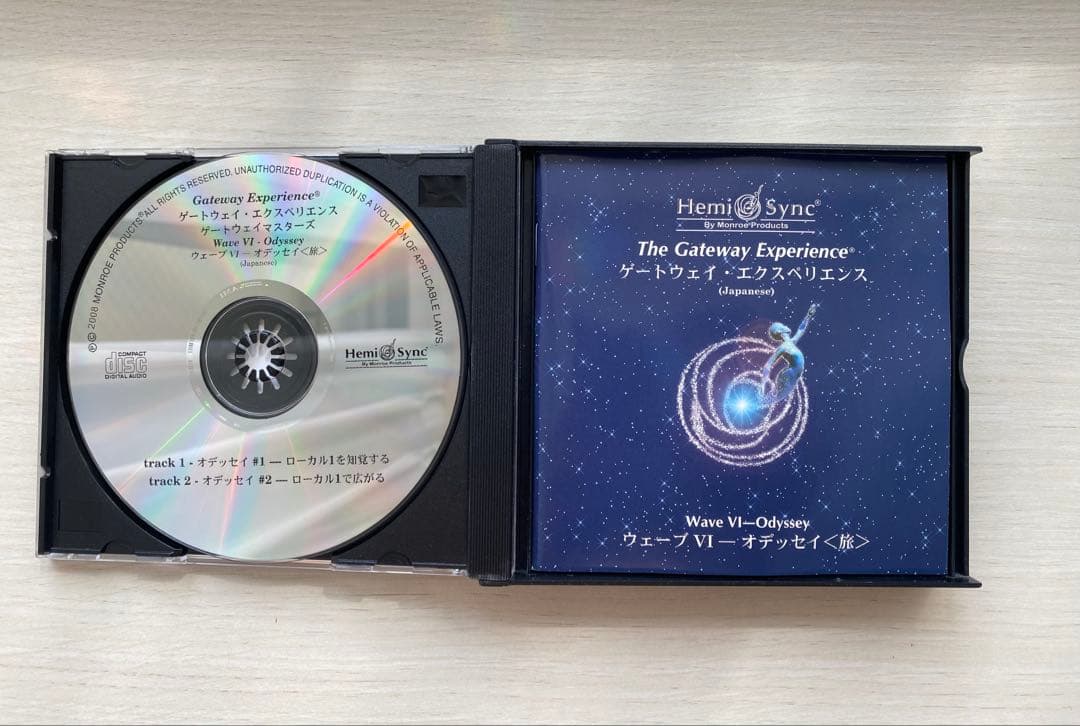 © 2008 MONROE PRODUCTS® ALL RIGHTS RESERVED. UNAUTHORIZED DUPLICATION IS A VIOLATION OF APPLICABLE LAWS.
Gateway Experience®
ゲートウェイ・エクスペリエンス
ゲートウェイマスターズ
Wave VI - Odyssey
ウェーブVI — オデッセイ<旅>
(Japanese)
COMPACT
disc
DIGITAL AUDIO
Hemi Sync®
By Monroe Products
track 1 - オデッセイ #1 — ローカル1を知覚する
track 2 - オデッセイ #2 — ローカル1で広がる
Hemi Sync®
By Monroe Products
The Gateway Experience®
ゲートウェイ・エクスペリエンス
(Japanese)
Wave VI—Odyssey
ウェーブ VI — オデッセイ<旅>